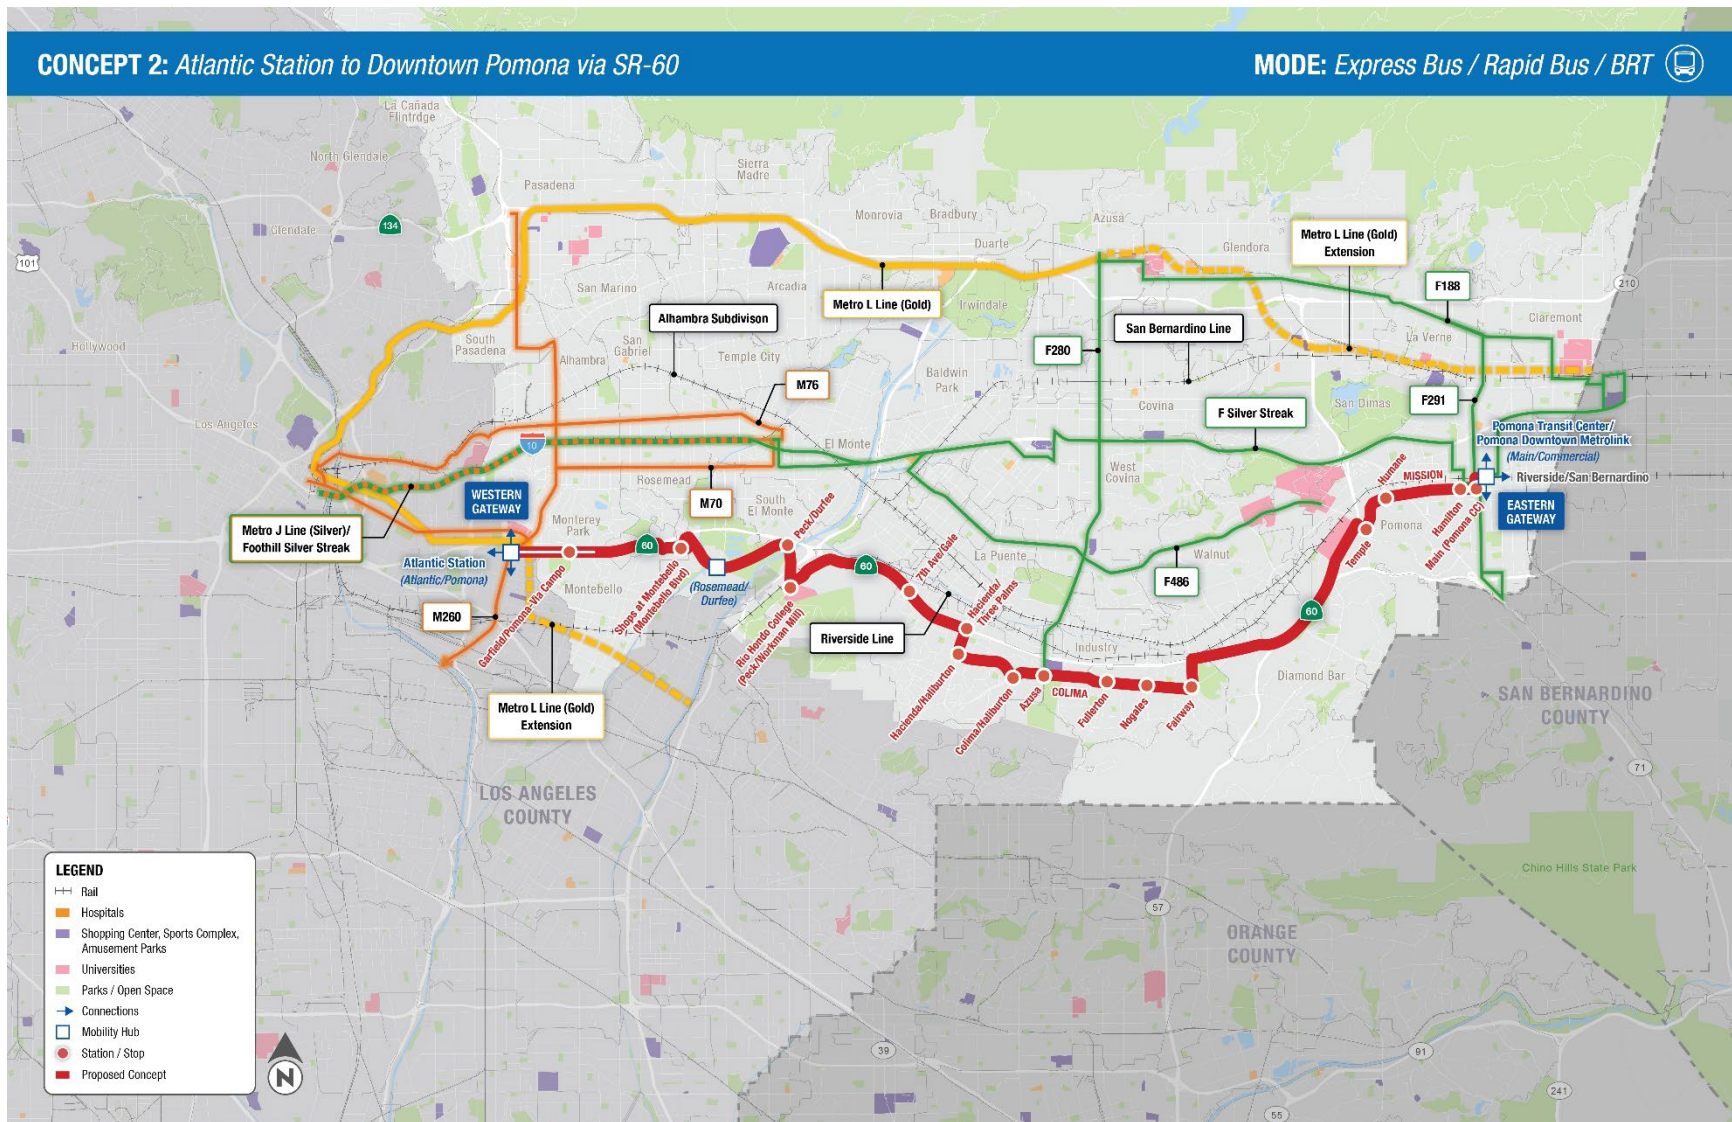 CONCEPT 2: Atlantic Station to Downtown Pomona via SR-60
MODE: Express Bus / Rapid Bus / BRT
La Cañada
Flintrdge
North Glendale
Sierra
Madre
Pasadena
134
Glendale
101
Monrovia
Bradbury
Azusa
Duarte
Glendora
Metro L Line (Gold)
Extension
San Marino
Arcadia
Metro L Line (Gold)
Irwindale
F188
210
Claremont
Alhambra Subdivison
San Bernardino Line
Hollywood
South
Pasadena
Alhambra
San
Gabriel
Temple City
F280
La Verne
Baldwin
Park
M76
Covina
F Silver Streak
San Dimas
F291
Los Angeles
10
El Monte
Pomona Transit Center/
Pomona Downtown Metrolink
(Main/Commercial)
Riverside/San Bernardino
EASTERN
GATEWAY
WESTERN
GATEWAY
Rosemead
M70
South
El Monte
West
Covina
Humane
MISSION
Hamilton
Main (Pomona CC)
Pomona
Temple
Metro J Line (Silver)/
Foothill Silver Streak
Monterey
Park
Peck/Durfee
60
Atlantic Station
(Atlantic/Pomona)
La Puente
Walnut
F486
Montebello
Garfield/Pomona-Via Campo
Shops at Montebello
(Montebello Blvd)
(Rosemead/
Durfee)
60
7th Ave/Gale
Hacienda/
Three Palms
60
M260
Rio Hondo College
(Peck/Workman Mill)
Riverside Line
Industry
Diamond Bar
Metro L Line (Gold)
Extension
Hacienda/Haliburton
Colima/Haliburton
Azusa
COLIMA
Fullerton
Nogales
Fairway
SAN BERNARDINO
COUNTY
71
LOS ANGELES
COUNTY
Chino Hills State Park
57
ORANGE
COUNTY
39
91
241
55
LEGEND
Rail
Hospitals
Shopping Center, Sports Complex,
Amusement Parks
Universities
Parks / Open Space
Connections
Mobility Hub
Station / Stop
Proposed Concept
N